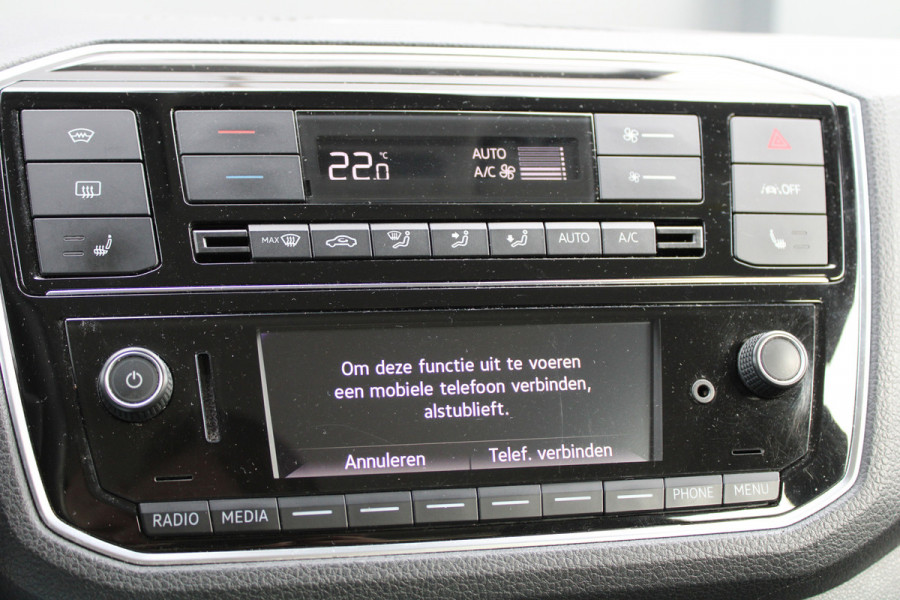 22.0 °C
AUTO
A/C
OFF
MAX
AUTO
A/C
Om deze functie uit te voeren
een mobiele telefoon verbinden,
alstublieft.
Annuleren
Telef. verbinden
RADIO
MEDIA
PHONE
MENU